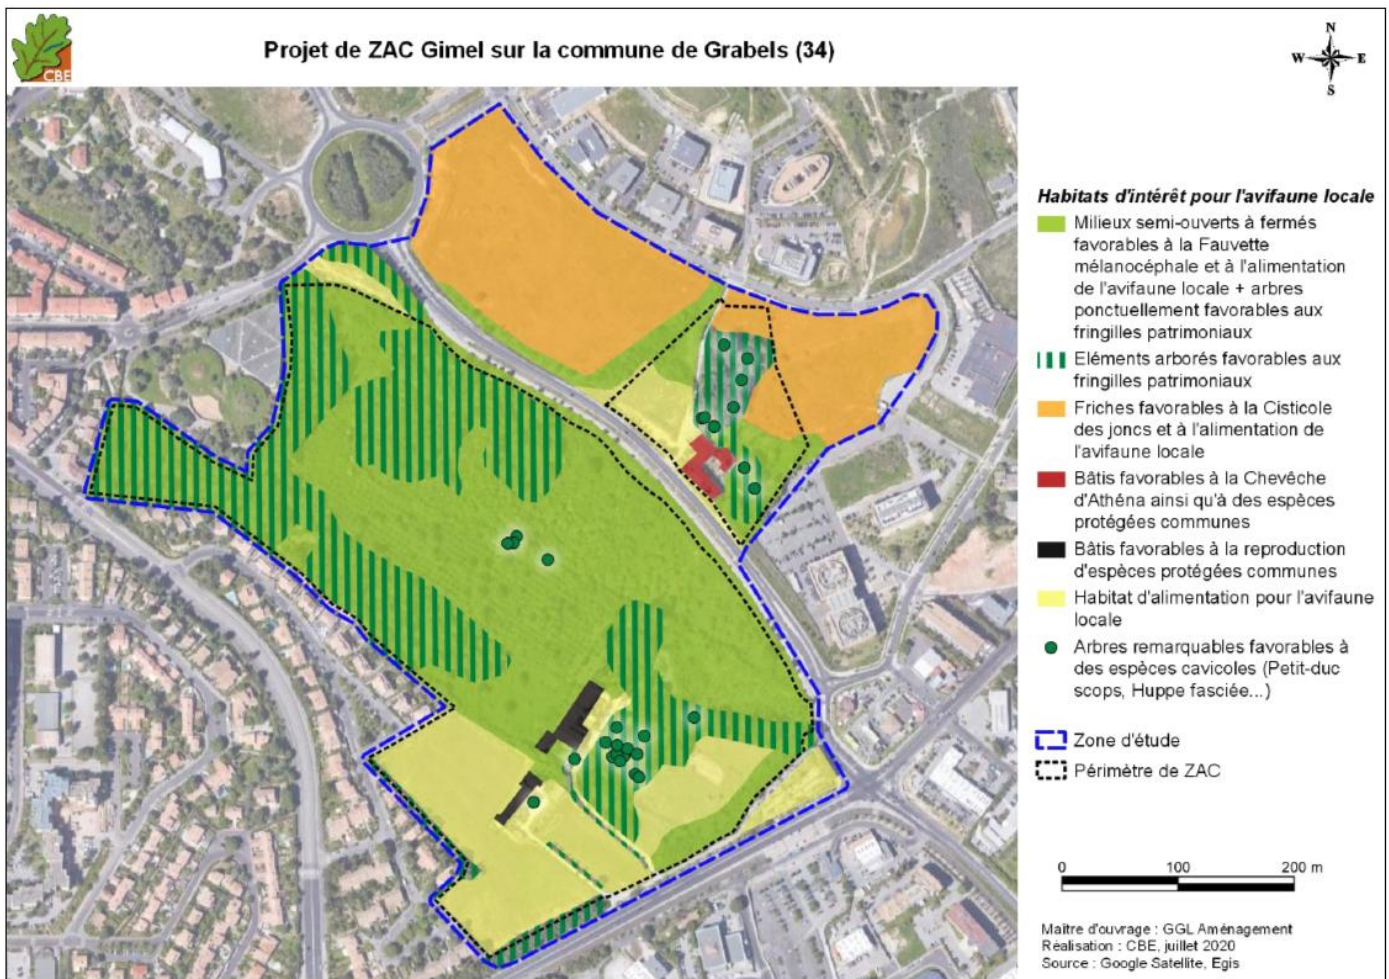 CBE
Projet de ZAC Gimel sur la commune de Grabels (34)
N
W
E
S
Habitats d'intérêt pour l'avifaune locale
Milieux semi-ouverts à fermés
favorables à la Fauvette
mélanocéphale et à l'alimentation
de l'avifaune locale + arbres
ponctuellement favorables aux
fringilles patrimoniaux
Eléments arborés favorables aux
fringilles patrimoniaux
Friches favorables à la Cisticole
des joncs et à l'alimentation de
l'avifaune locale
Bâtis favorables à la Chevêche
d'Athéna ainsi qu'à des espèces
protégées communes
Bâtis favorables à la reproduction
d'espèces protégées communes
Habitat d'alimentation pour l'avifaune
locale
Arbres remarquables favorables à
des espèces cavicoles (Petit-duc
scops, Huppe fasciée...)
Zone d'étude
Périmètre de ZAC
0 100 200 m
Maître d'ouvrage : GGL Aménagement
Réalisation : CBE, juillet 2020
Source : Google Satellite, Egis